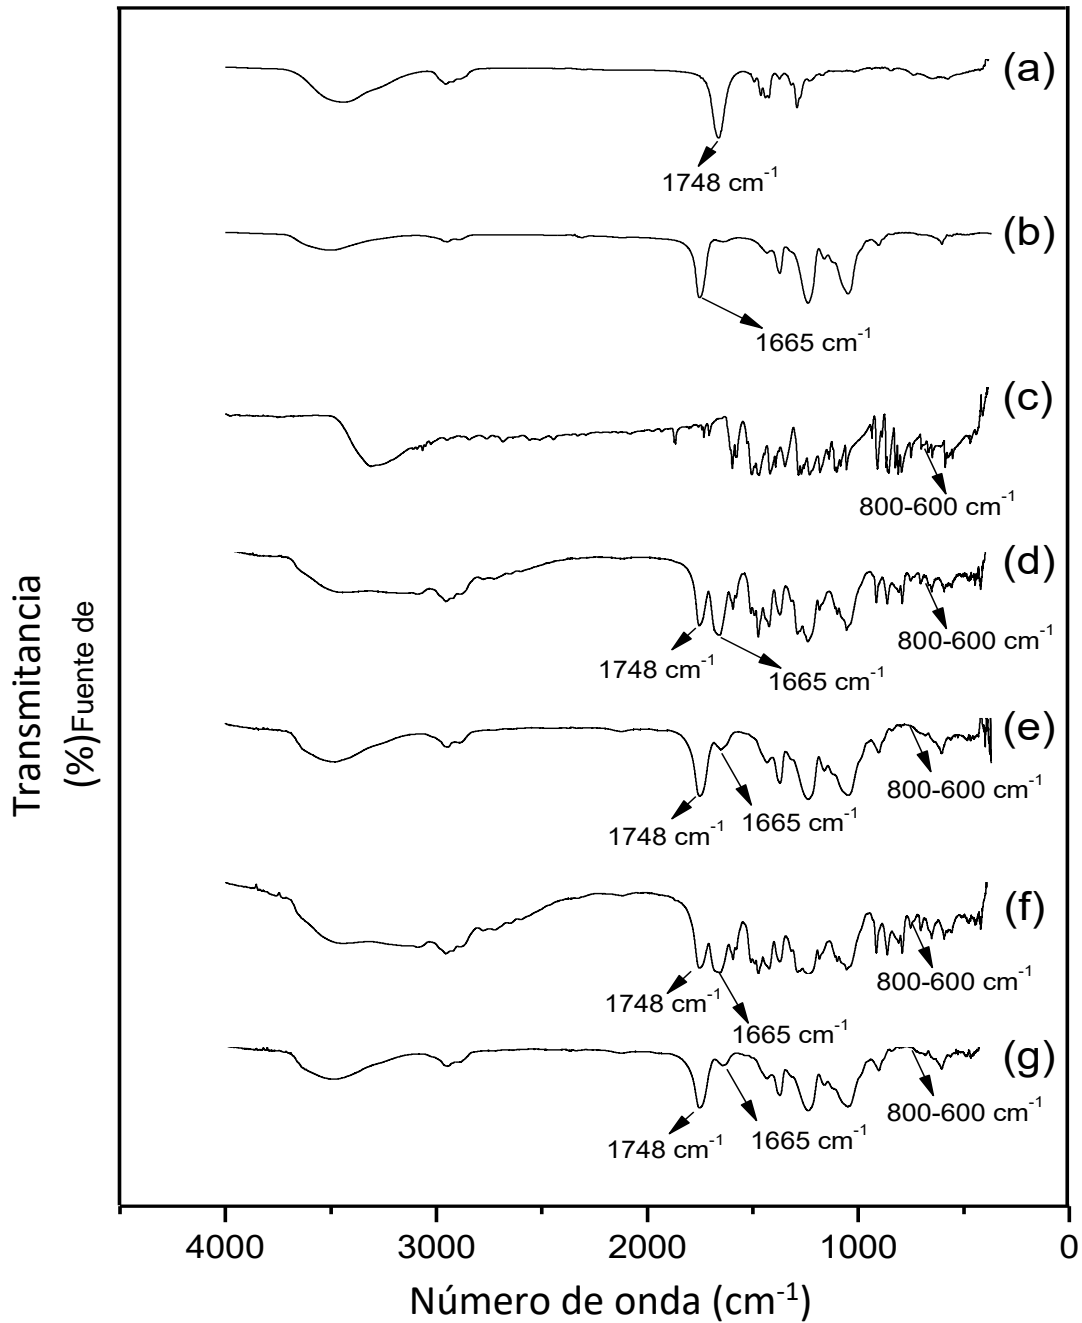 (a)
1748 cm⁻¹
(b)
1665 cm⁻¹
(c)
800-600 cm⁻¹
(d)
800-600 cm⁻¹
1748 cm⁻¹
1665 cm⁻¹
(e)
800-600 cm⁻¹
1748 cm⁻¹
1665 cm⁻¹
(f)
800-600 cm⁻¹
1748 cm⁻¹
1665 cm⁻¹
(g)
800-600 cm⁻¹
1748 cm⁻¹
1665 cm⁻¹
Transmitancia
(%)Fuente de
4000 3000 2000 1000 0
Número de onda (cm⁻¹)